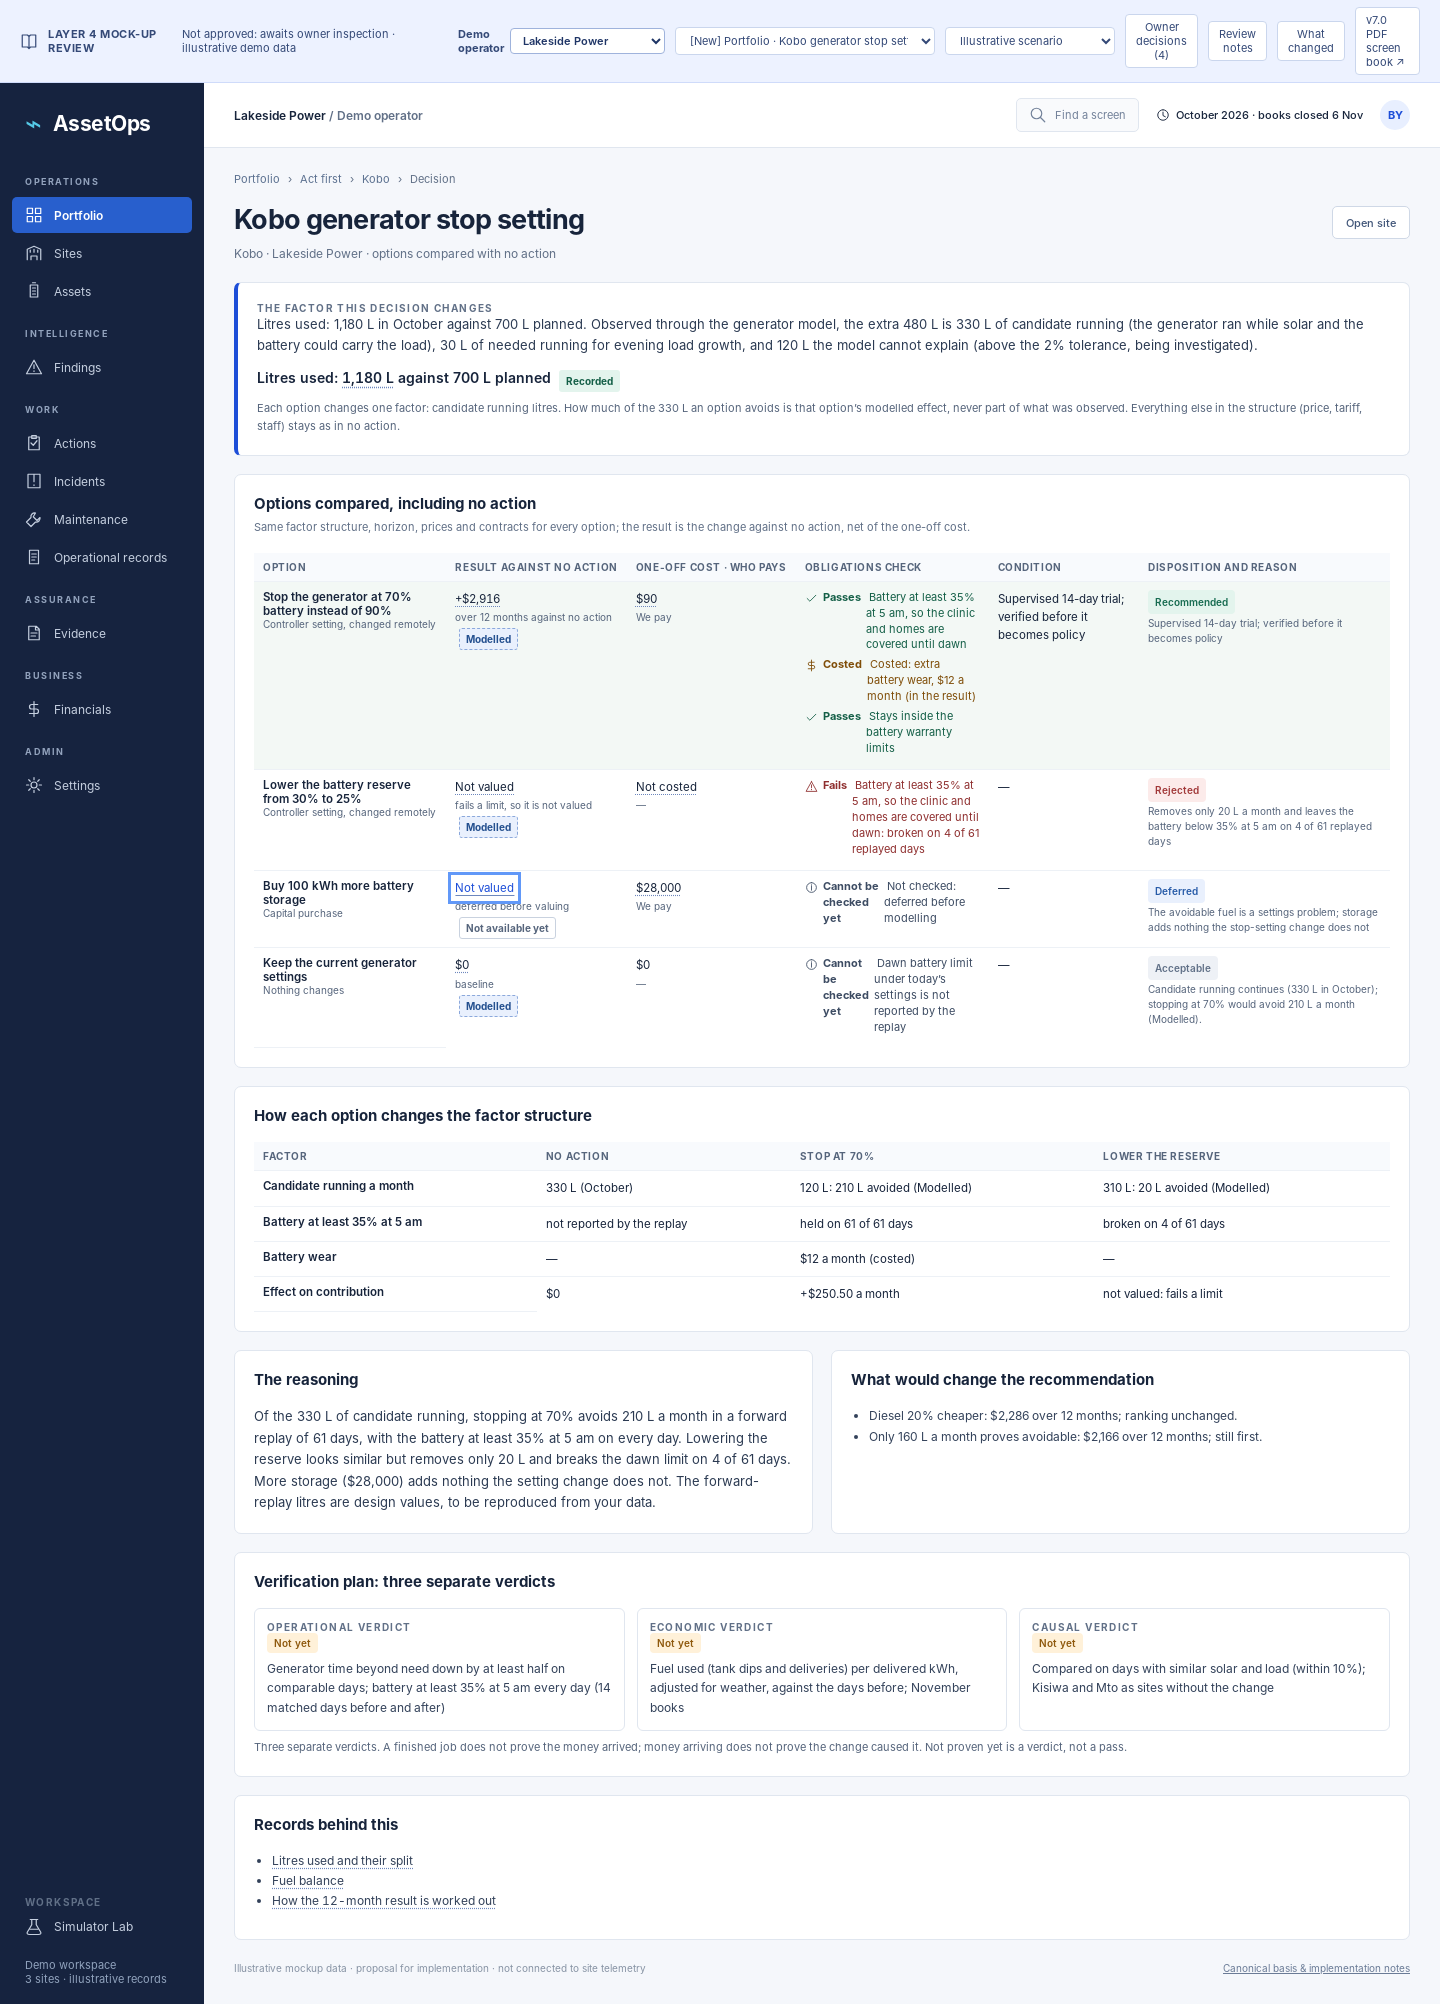 LAYER 4 MOCK-UP
REVIEW
Not approved: awaits owner inspection ·
illustrative demo data
Demo
operator
Lakeside Power
[New] Portfolio · Kobo generator stop set
Illustrative scenario
Owner
decisions
(4)
Review
notes
What
changed
v7.0
PDF
screen
book ↗
AssetOps
OPERATIONS
Portfolio
Sites
Assets
INTELLIGENCE
Findings
WORK
Actions
Incidents
Maintenance
Operational records
ASSURANCE
Evidence
BUSINESS
Financials
ADMIN
Settings
WORKSPACE
Simulator Lab
Demo workspace
3 sites · illustrative records
Lakeside Power / Demo operator
Find a screen
October 2026 · books closed 6 Nov
BY
Portfolio › Act first › Kobo › Decision
Kobo generator stop setting
Kobo · Lakeside Power · options compared with no action
Open site
THE FACTOR THIS DECISION CHANGES
Litres used: 1,180 L in October against 700 L planned. Observed through the generator model, the extra 480 L is 330 L of candidate running (the generator ran while solar and the
battery could carry the load), 30 L of needed running for evening load growth, and 120 L the model cannot explain (above the 2% tolerance, being investigated).
Litres used: 1,180 L against 700 L planned Recorded
Each option changes one factor: candidate running litres. How much of the 330 L an option avoids is that option's modelled effect, never part of what was observed. Everything else in the structure (price, tariff,
staff) stays as in no action.
Options compared, including no action
Same factor structure, horizon, prices and contracts for every option; the result is the change against no action, net of the one-off cost.
OPTION RESULT AGAINST NO ACTION ONE-OFF COST · WHO PAYS OBLIGATIONS CHECK CONDITION DISPOSITION AND REASON
Stop the generator at 70%
battery instead of 90%
Controller setting, changed remotely
+$2,916
over 12 months against no action
Modelled
$90
We pay
Passes Battery at least 35%
at 5 am, so the clinic
and homes are
covered until dawn
Costed Costed: extra
battery wear, $12 a
month (in the result)
Passes Stays inside the
battery warranty
limits
Supervised 14-day trial;
verified before it
becomes policy
Recommended
Supervised 14-day trial; verified before it
becomes policy
Lower the battery reserve
from 30% to 25%
Controller setting, changed remotely
Not valued
fails a limit, so it is not valued
Modelled
Not costed
—
Fails Battery at least 35% at
5 am, so the clinic and
homes are covered until
dawn: broken on 4 of 61
replayed days
—
Rejected
Removes only 20 L a month and leaves the
battery below 35% at 5 am on 4 of 61 replayed
days
Buy 100 kWh more battery
storage
Capital purchase
Not valued
deferred before valuing
Not available yet
$28,000
We pay
Cannot be
checked
yet
Not checked:
deferred before
modelling
—
Deferred
The avoidable fuel is a settings problem; storage
adds nothing the stop-setting change does not
Keep the current generator
settings
Nothing changes
$0
baseline
Modelled
$0
—
Cannot
be
checked
yet
Dawn battery limit
under today's
settings is not
reported by the
replay
—
Acceptable
Candidate running continues (330 L in October);
stopping at 70% would avoid 210 L a month
(Modelled).
How each option changes the factor structure
FACTOR NO ACTION STOP AT 70% LOWER THE RESERVE
Candidate running a month 330 L (October) 120 L: 210 L avoided (Modelled) 310 L: 20 L avoided (Modelled)
Battery at least 35% at 5 am not reported by the replay held on 61 of 61 days broken on 4 of 61 days
Battery wear — $12 a month (costed) —
Effect on contribution $0 +$250.50 a month not valued: fails a limit
The reasoning
Of the 330 L of candidate running, stopping at 70% avoids 210 L a month in a forward
replay of 61 days, with the battery at least 35% at 5 am on every day. Lowering the
reserve looks similar but removes only 20 L and breaks the dawn limit on 4 of 61 days.
More storage ($28,000) adds nothing the setting change does not. The forward-
replay litres are design values, to be reproduced from your data.
What would change the recommendation
• Diesel 20% cheaper: $2,286 over 12 months; ranking unchanged.
• Only 160 L a month proves avoidable: $2,166 over 12 months; still first.
Verification plan: three separate verdicts
OPERATIONAL VERDICT
Not yet
Generator time beyond need down by at least half on
comparable days; battery at least 35% at 5 am every day (14
matched days before and after)
ECONOMIC VERDICT
Not yet
Fuel used (tank dips and deliveries) per delivered kWh,
adjusted for weather, against the days before; November
books
CAUSAL VERDICT
Not yet
Compared on days with similar solar and load (within 10%);
Kisiwa and Mto as sites without the change
Three separate verdicts. A finished job does not prove the money arrived; money arriving does not prove the change caused it. Not proven yet is a verdict, not a pass.
Records behind this
• Litres used and their split
• Fuel balance
• How the 12-month result is worked out
Illustrative mockup data · proposal for implementation · not connected to site telemetry
Canonical basis & implementation notes